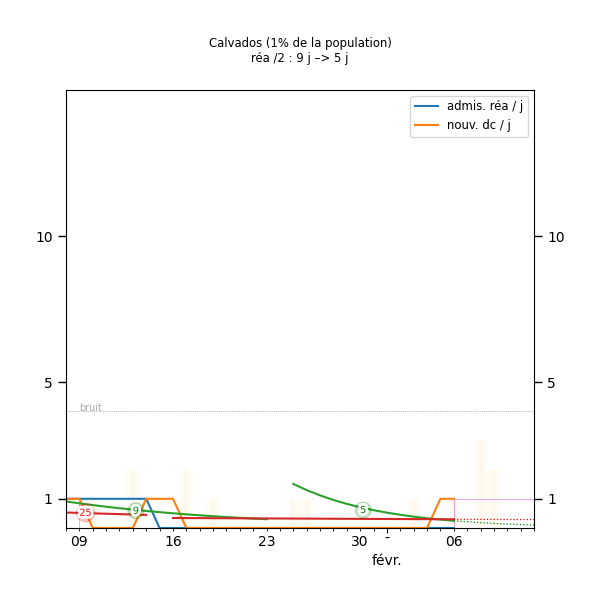 Calvados (1% de la population)
réa /2 : 9 j –> 5 j
admis. réa / j
nouv. dc / j
10 10
5 5
bruit
1 1
25 9 5
09 16 23 30 - 06
févr.